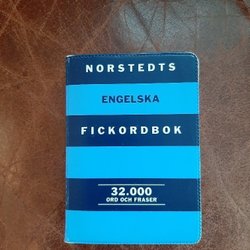 NORSTEDTS
ENGELSKA
FICKORDBOK
32.000
ORD OCH FRASER